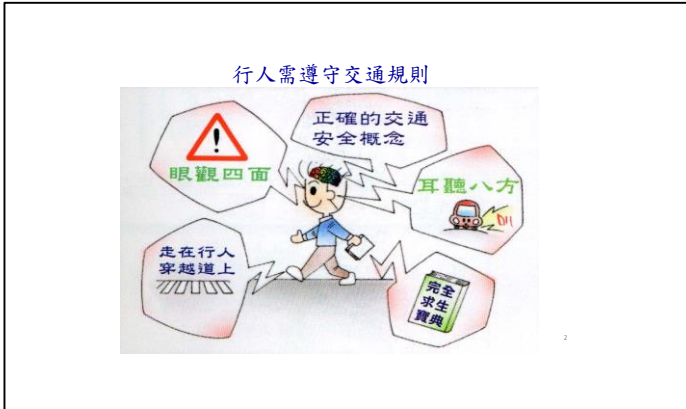 行人需遵守交通規則
正確的交通
安全概念
眼觀四面
耳聽八方
走在行人
穿越道上
完全
求生
寶典
2